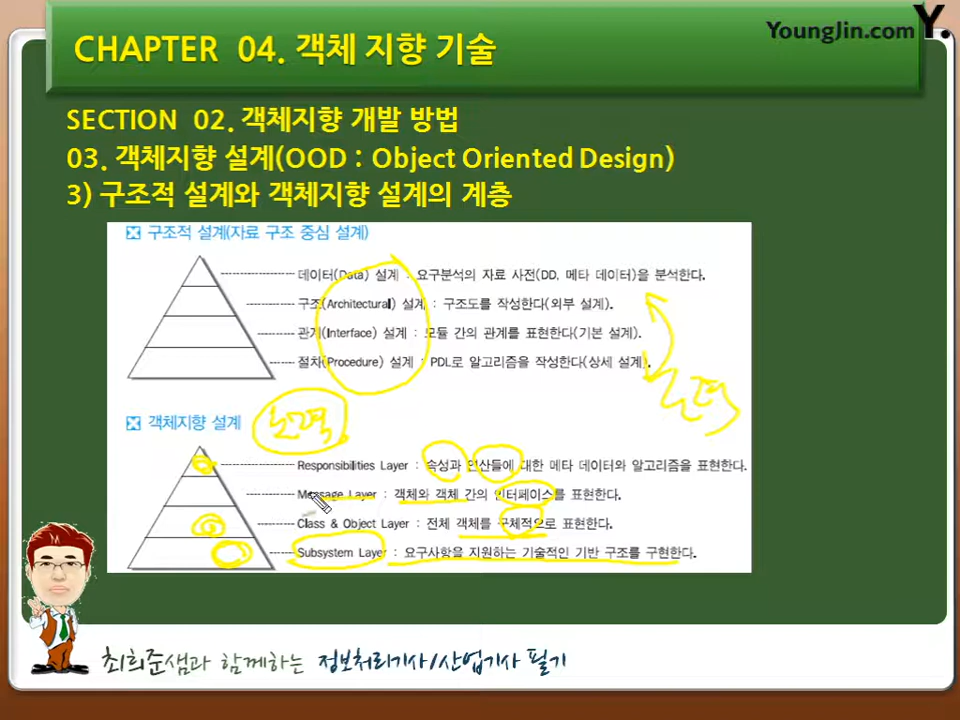 CHAPTER 04. 객체 지향 기술
YoungJin.com Y.
SECTION 02. 객체지향 개발 방법
03. 객체지향 설계(OOD : Object Oriented Design)
3) 구조적 설계와 객체지향 설계의 계층
구조적 설계(자료 구조 중심 설계)
데이터(Data) 설계 : 요구분석의 자료 사전(DD, 메타 데이터)을 분석한다.
구조(Architectural) 설계 : 구조도를 작성한다(외부 설계).
관계(Interface) 설계 : 모듈 간의 관계를 표현한다(기본 설계).
절차(Procedure) 설계 : PDL로 알고리즘을 작성한다(상세 설계).
객체지향 설계
Responsibilities Layer : 속성과 연산들에 대한 메타 데이터와 알고리즘을 표현한다.
Message Layer : 객체와 객체 간의 인터페이스를 표현한다.
Class & Object Layer : 전체 객체를 구체적으로 표현한다.
Subsystem Layer : 요구사항을 지원하는 기술적인 기반 구조를 구현한다.
최희준샘과 함께하는 정보처리기사/산업기사 필기